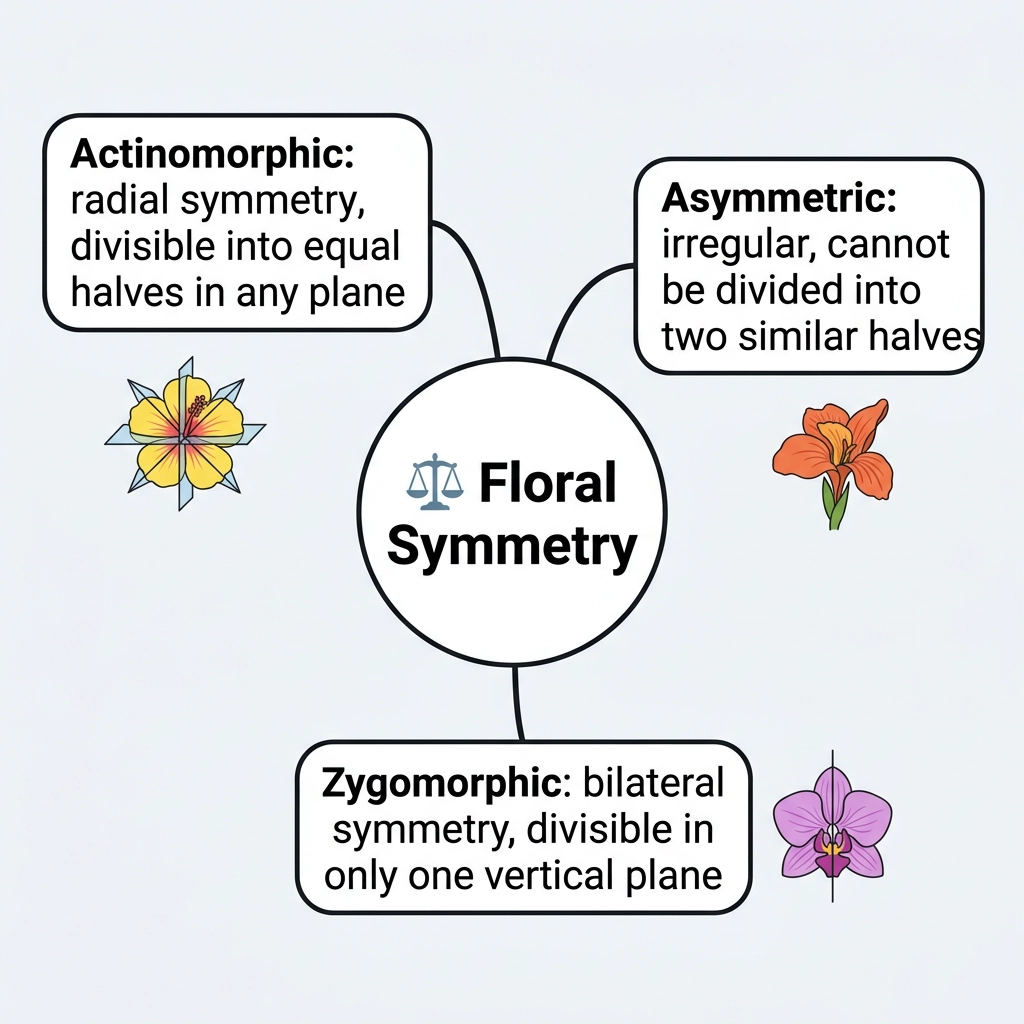 Actinomorphic:
radial symmetry,
divisible into equal
halves in any plane
Asymmetric:
irregular, cannot
be divided into
two similar halves
Floral
Symmetry
Zygomorphic: bilateral
symmetry, divisible in
only one vertical plane